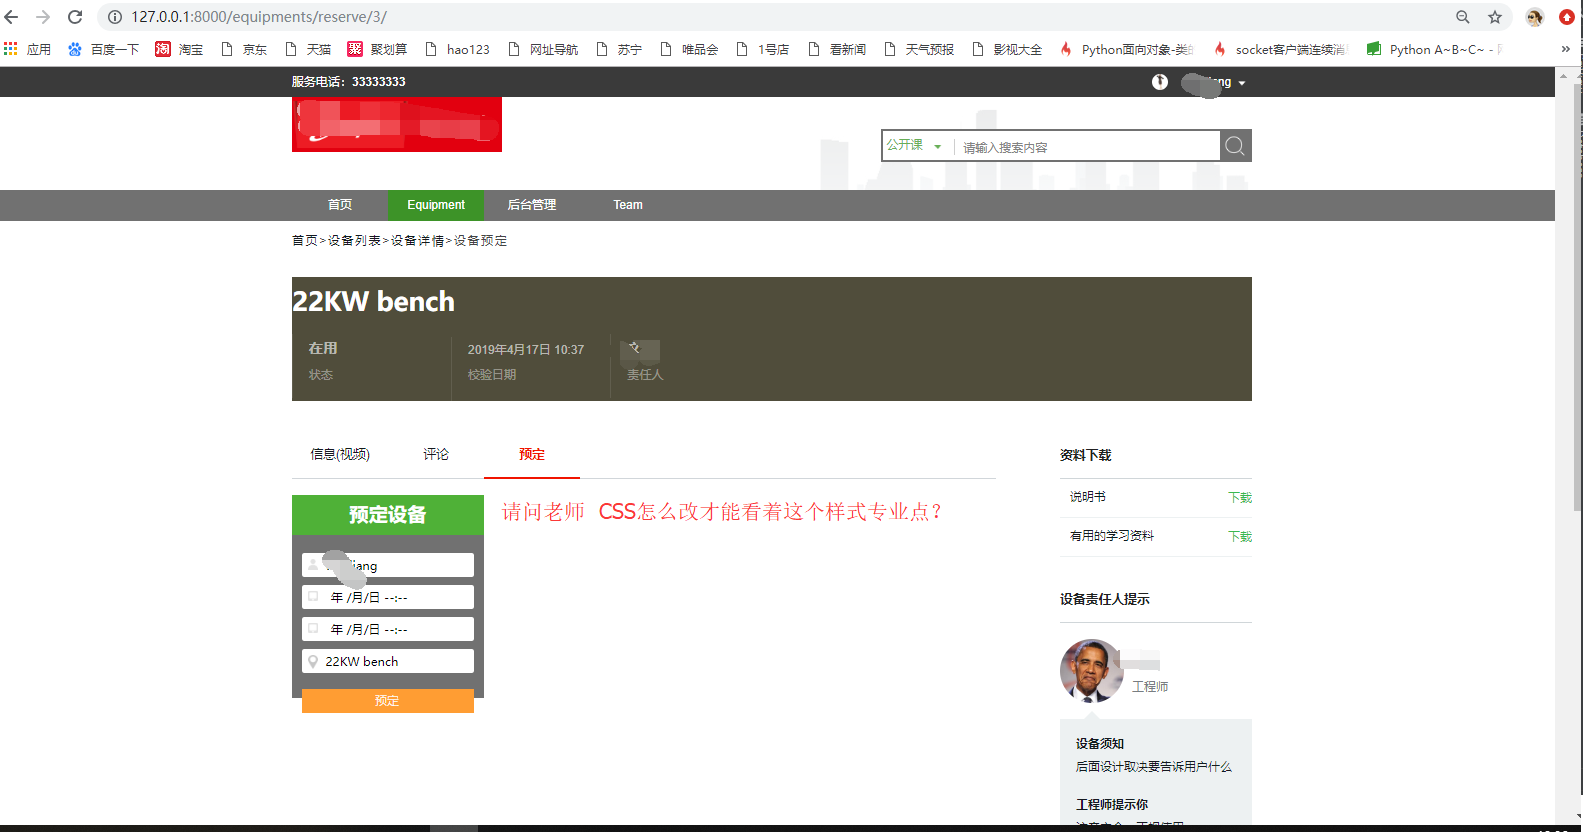 127.0.0.1:8000/equipments/reserve/3/
应用 百度一下 淘宝 京东 天猫 聚划算 hao123 网址导航 苏宁 唯品会 1号店 看新闻 天气预报 影视大全 Python面向对象-类 socket客户端连续消 Python A~B~C~ - »
服务电话：33333333
ng
公开课 请输入搜索内容
首页 Equipment 后台管理 Team
首页>设备列表>设备详情>设备预定
22KW bench
在用 2019年4月17日 10:37
状态 校验日期 责任人
信息(视频) 评论 预定
资料下载
预定设备
请问老师 CSS怎么改才能看着这个样式专业点？
说明书 下载
有用的学习资料 下载
iang
年 /月/日 --:--
年 /月/日 --:--
22KW bench
预定
设备责任人提示
工程师
设备须知
后面设计取决要告诉用户什么
工程师提示你